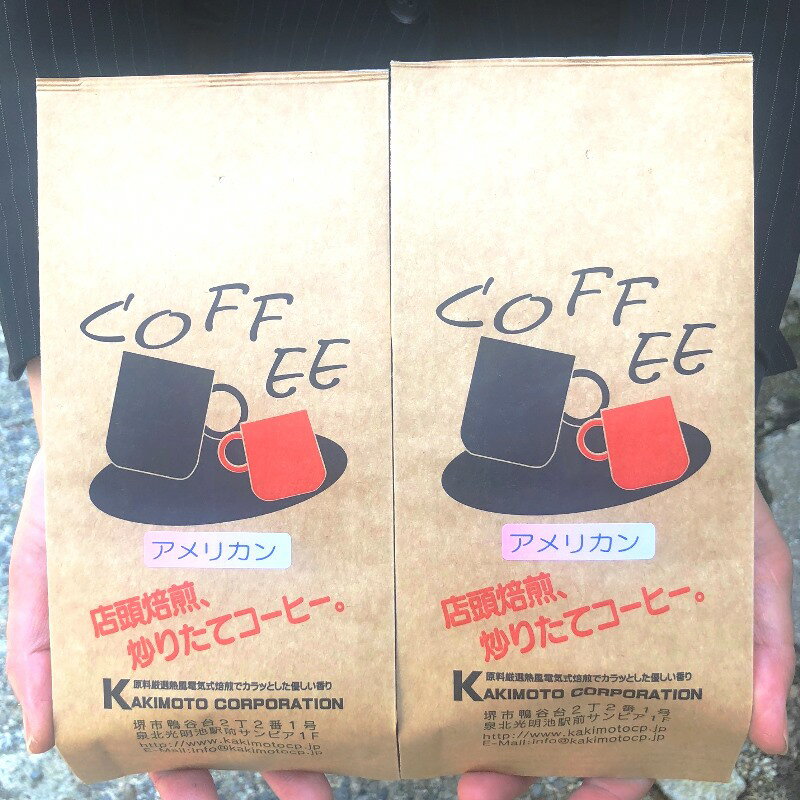 COFF
EE
アメリカン
店頭焙煎、
炒りたてコーヒー。
原料厳選熱風電気式焙煎でカラッとした優しい香り
KAKIMOTO CORPORATION
堺市鴨谷台2丁2番1号
泉北光明池駅前サンピア1F
http://www.kakimotocp.jp
E-Mail:info@kakimotocp.jp
COFF
EE
アメリカン
店頭焙煎、
炒りたてコーヒー。
原料厳選熱風電気式焙煎でカラッとした優しい香り
KAKIMOTO CORPORATION
堺市鴨谷台2丁2番1号
泉北光明池駅前サンピア1F
http://www.kakimotocp.jp
E-Mail:info@kakimotocp.jp